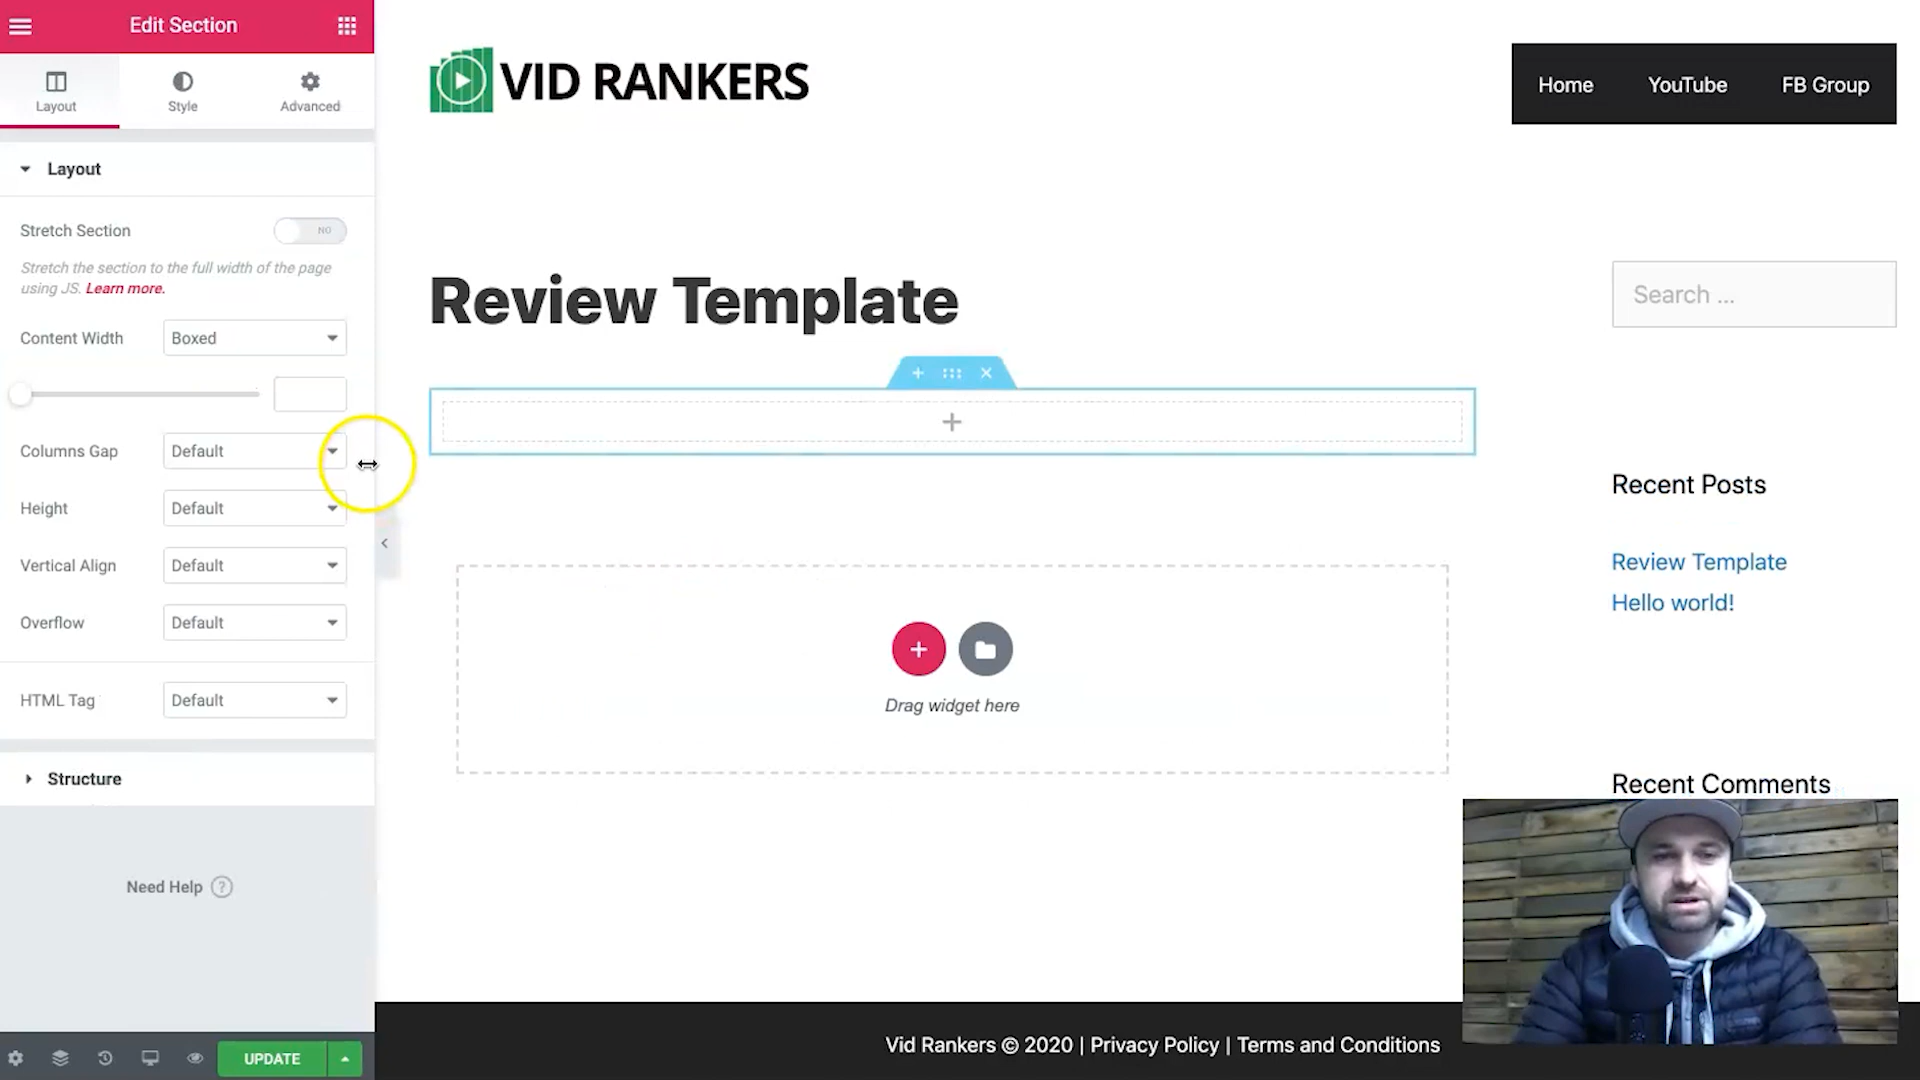 Edit Section
Layout
Style
Advanced
Layout
Stretch Section
NO
Stretch the section to the full width of the page
using JS. Learn more.
Content Width
Boxed
Columns Gap
Default
Height
Default
Vertical Align
Default
Overflow
Default
HTML Tag
Default
Structure
Need Help ?
UPDATE
VID RANKERS
Home
YouTube
FB Group
Review Template
Drag widget here
Search ...
Recent Posts
Review Template
Hello world!
Recent Comments
Vid Rankers © 2020 | Privacy Policy | Terms and Conditions